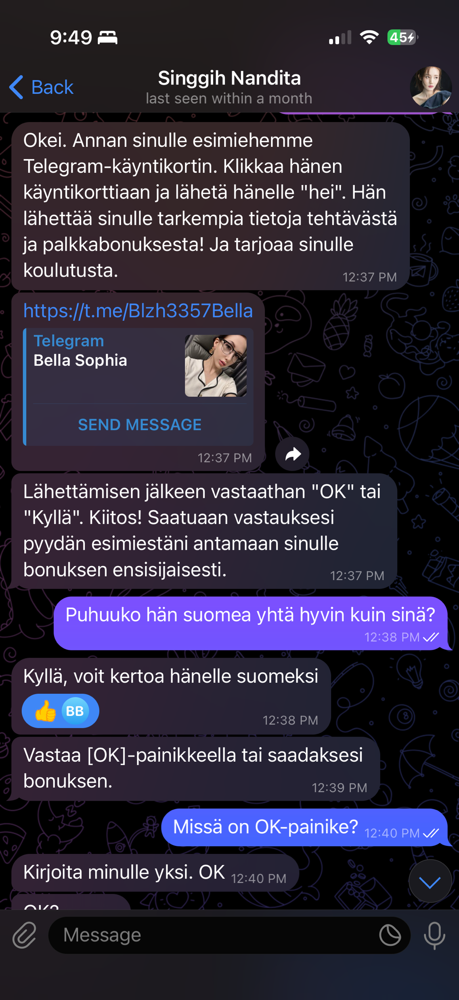 9:49
45
Back
Singgih Nandita
last seen within a month
Okei. Annan sinulle esimiehemme
Telegram-käyntikortin. Klikkaa hänen
käyntikorttiaan ja lähetä hänelle "hei". Hän
lähettää sinulle tarkempia tietoja tehtävästä
ja palkkabonuksesta! Ja tarjoaa sinulle
koulutusta.
12:37 PM
https://t.me/Blzh3357Bella
Telegram
Bella Sophia
SEND MESSAGE
12:37 PM
Lähettämisen jälkeen vastaathan "OK" tai
"Kyllä". Kiitos! Saatuaan vastauksesi
pyydän esimiestäni antamaan sinulle
bonuksen ensisijaisesti.
12:37 PM
Puhuuko hän suomea yhtä hyvin kuin sinä?
12:38 PM
Kyllä, voit kertoa hänelle suomeksi
BB
12:38 PM
Vastaa [OK]-painikkeella tai saadaksesi
bonuksen.
12:39 PM
Missä on OK-painike?
12:40 PM
Kirjoita minulle yksi. OK
12:40 PM
Message